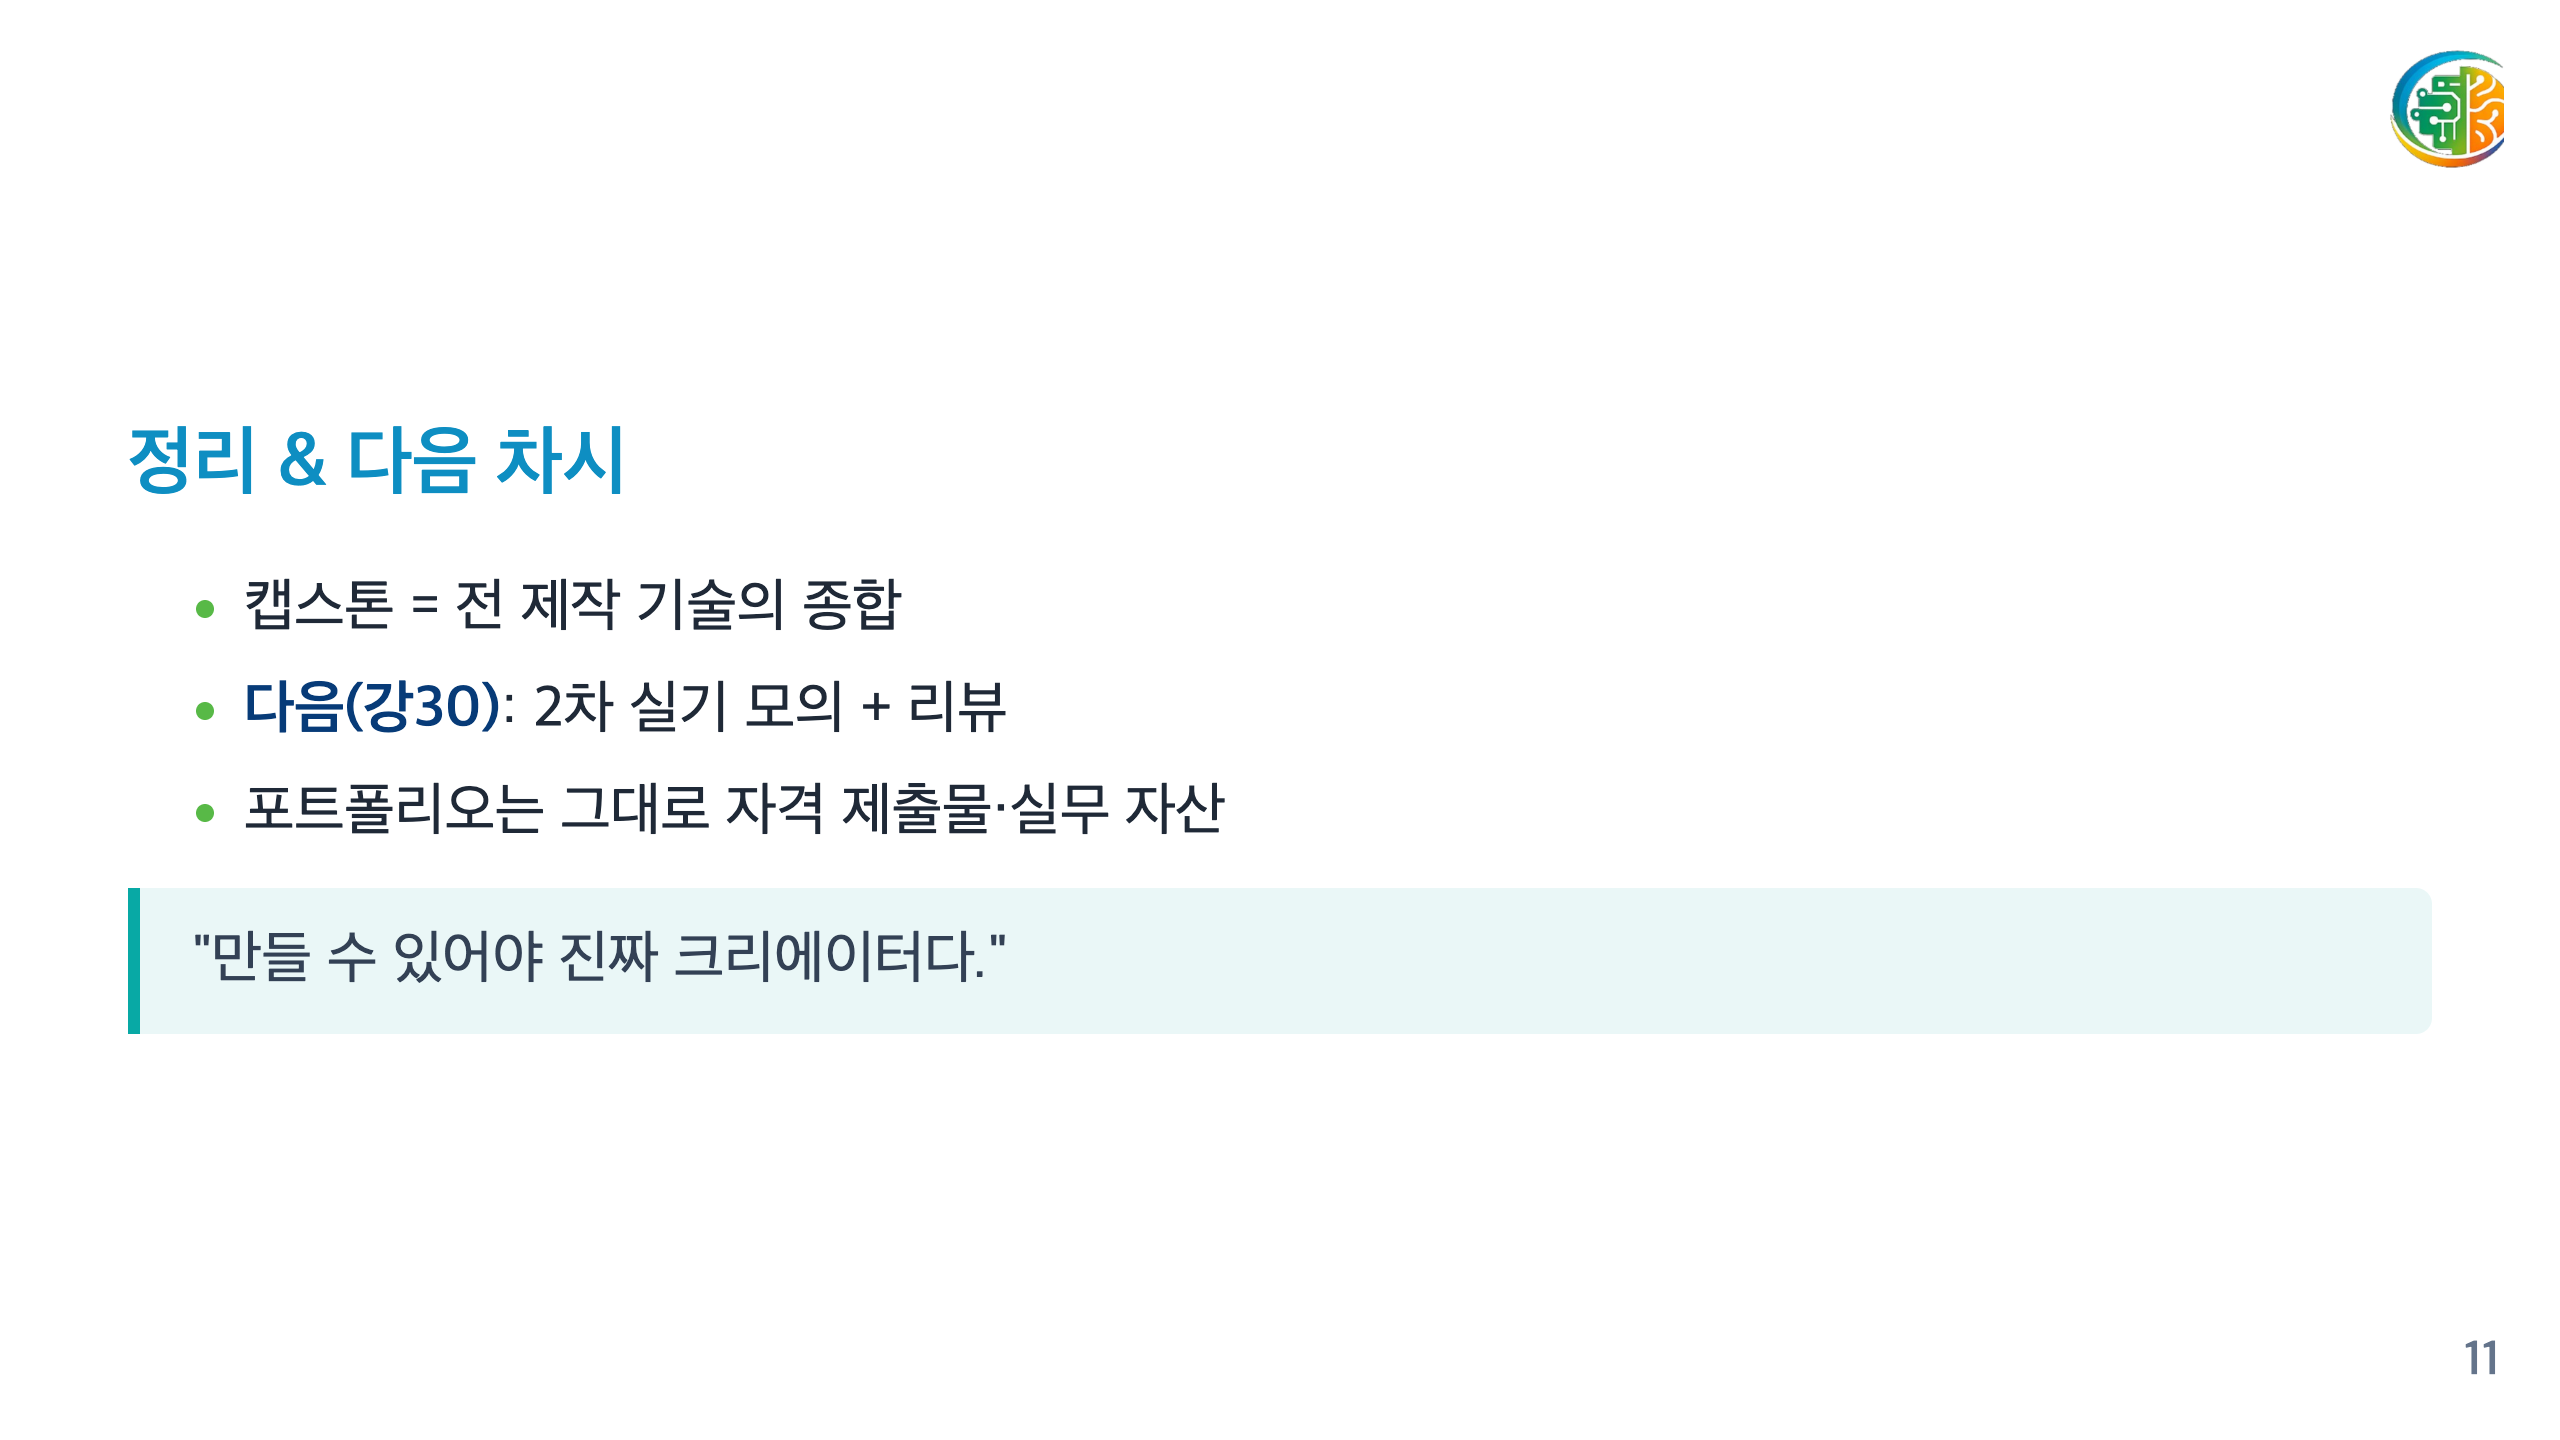 정리 & 다음 차시
캡스톤 = 전 제작 기술의 종합
다음(강30): 2차 실기 모의 + 리뷰
포트폴리오는 그대로 자격 제출물·실무 자산
"만들 수 있어야 진짜 크리에이터다."
11